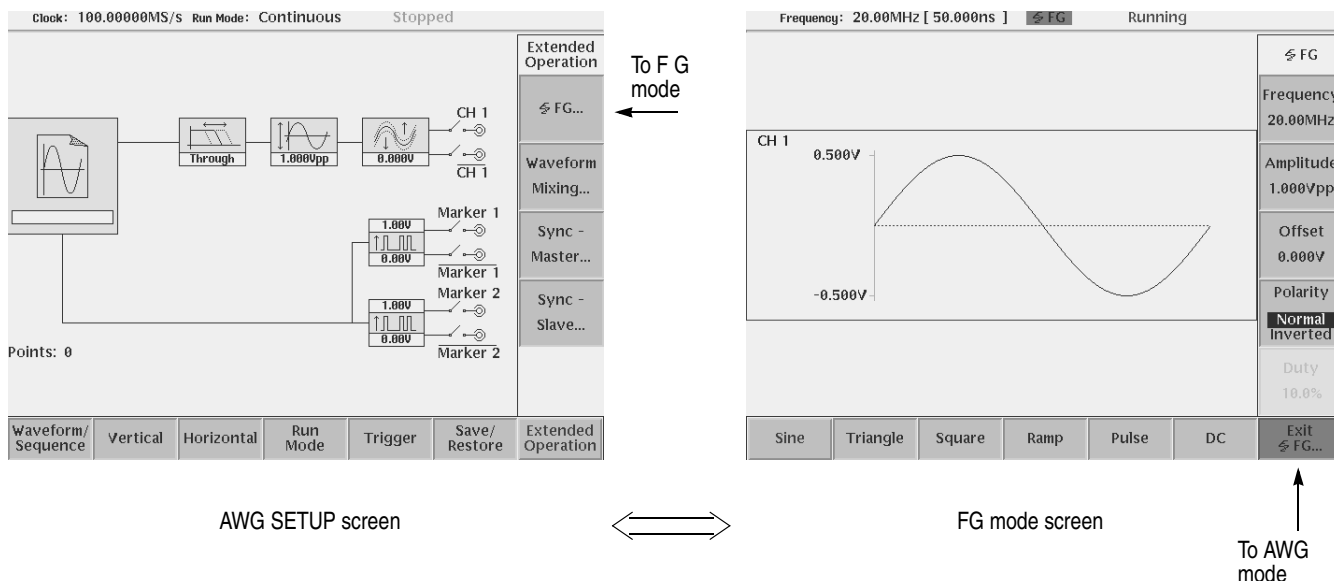 Clock: 100.00000MS/s Run Mode: Continuous Stopped
Extended
Operation
FG...
Waveform
Mixing...
Sync -
Master...
Sync -
Slave...
To F G
mode
CH 1
CH 1
Through
1.000Vpp
0.000V
Marker 1
1.00V
0.00V
Marker 1
Marker 2
1.00V
0.00V
Marker 2
Points: 0
Waveform/
Sequence
Vertical
Horizontal
Run
Mode
Trigger
Save/
Restore
Extended
Operation
AWG SETUP screen
Frequency: 20.00MHz [ 50.000ns ] FG Running
FG
Frequency
20.00MHz
Amplitude
1.000Vpp
Offset
0.000V
Polarity
Normal
Inverted
Duty
10.0%
CH 1
0.500V
-0.500V
Sine
Triangle
Square
Ramp
Pulse
DC
Exit
FG...
FG mode screen
To AWG
mode